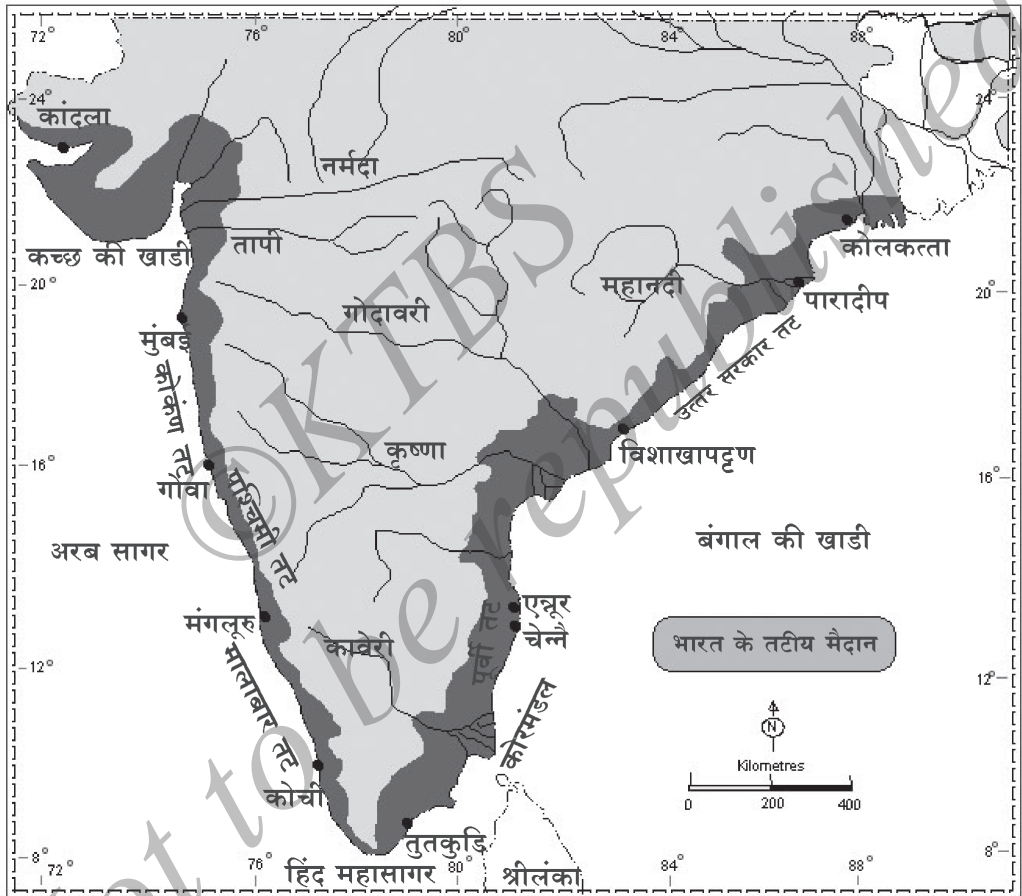 72° 76° 80° 84° 88°
24° 24°
कांदला
नर्मदा
कच्छ की खाडी
तापी
कोलकत्ता
20° 20°
महानदी
पारादीप
गोदावरी
मुंबई
उत्तर सरकार तट
कोकंण तट
कृष्णा
विशाखापट्टण
16° 16°
गोवा
पश्चिमी तट
अरब सागर
बंगाल की खाडी
एन्नूर
चेन्नै
मंगलूरु
कावेरी
पूर्वी तट
भारत के तटीय मैदान
12° 12°
मालाबार तट
कोरमंडल
N
Kilometres
0 200 400
कोची
तुतकुडि
8° 8°
72° 76° 80° 84° 88°
हिंद महासागर
श्रीलंका
©KTBS
not to be republished